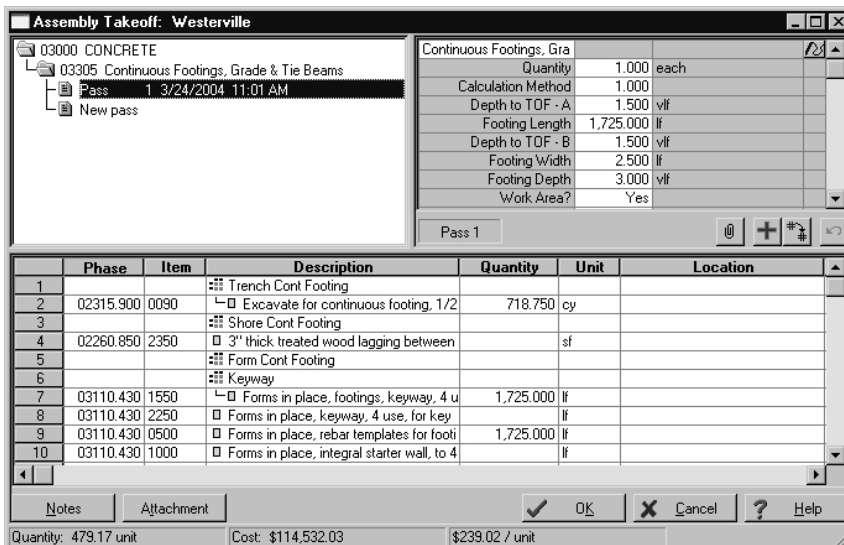 Assembly Takeoff: Westerville
03000 CONCRETE
03305 Continuous Footings, Grade & Tie Beams
Pass 1 3/24/2004 11:01 AM
New pass
Continuous Footings, Gra
Quantity 1.000 each
Calculation Method 1.000
Depth to TOF - A 1.500 vlf
Footing Length 1,725.000 lf
Depth to TOF - B 1.500 vlf
Footing Width 2.500 lf
Footing Depth 3.000 vlf
Work Area? Yes
Pass 1
Phase Item Description Quantity Unit Location
1 Trench Cont Footing
2 02315.900 0090 Excavate for continuous footing, 1/2 718.750 cy
3 Shore Cont Footing
4 02260.850 2350 3" thick treated wood lagging between sf
5 Form Cont Footing
6 Keyway
7 03110.430 1550 Forms in place, footings, keyway, 4 u 1,725.000 lf
8 03110.430 2250 Forms in place, keyway, 4 use, for key lf
9 03110.430 0500 Forms in place, rebar templates for footi 1,725.000 lf
10 03110.430 1000 Forms in place, integral starter wall, to 4 lf
Notes Attachment OK Cancel Help
Quantity: 479.17 unit Cost: $114,532.03 $239.02 / unit